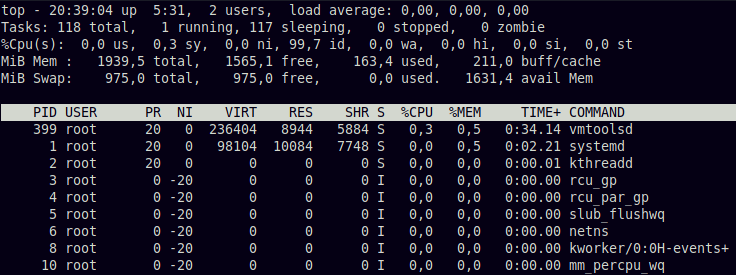 top - 20:39:04 up  5:31,  2 users,  load average: 0,00, 0,00, 0,00
Tasks: 118 total,   1 running, 117 sleeping,   0 stopped,   0 zombie
%Cpu(s):  0,0 us,  0,3 sy,  0,0 ni, 99,7 id,  0,0 wa,  0,0 hi,  0,0 si,  0,0 st
MiB Mem :   1939,5 total,   1565,1 free,    163,4 used,    211,0 buff/cache
MiB Swap:    975,0 total,    975,0 free,      0,0 used.   1631,4 avail Mem
PID USER      PR  NI    VIRT    RES    SHR S  %CPU  %MEM     TIME+ COMMAND
399 root      20   0  236404   8944   5884 S   0,3   0,5   0:34.14 vmtoolsd
1 root      20   0   98104  10084   7748 S   0,0   0,5   0:02.21 systemd
2 root      20   0       0      0      0 S   0,0   0,0   0:00.01 kthreadd
3 root       0 -20       0      0      0 I   0,0   0,0   0:00.00 rcu_gp
4 root       0 -20       0      0      0 I   0,0   0,0   0:00.00 rcu_par_gp
5 root       0 -20       0      0      0 I   0,0   0,0   0:00.00 slub_flushwq
6 root       0 -20       0      0      0 I   0,0   0,0   0:00.00 netns
8 root       0 -20       0      0      0 I   0,0   0,0   0:00.00 kworker/0:0H-events+
10 root       0 -20       0      0      0 I   0,0   0,0   0:00.00 mm_percpu_wq